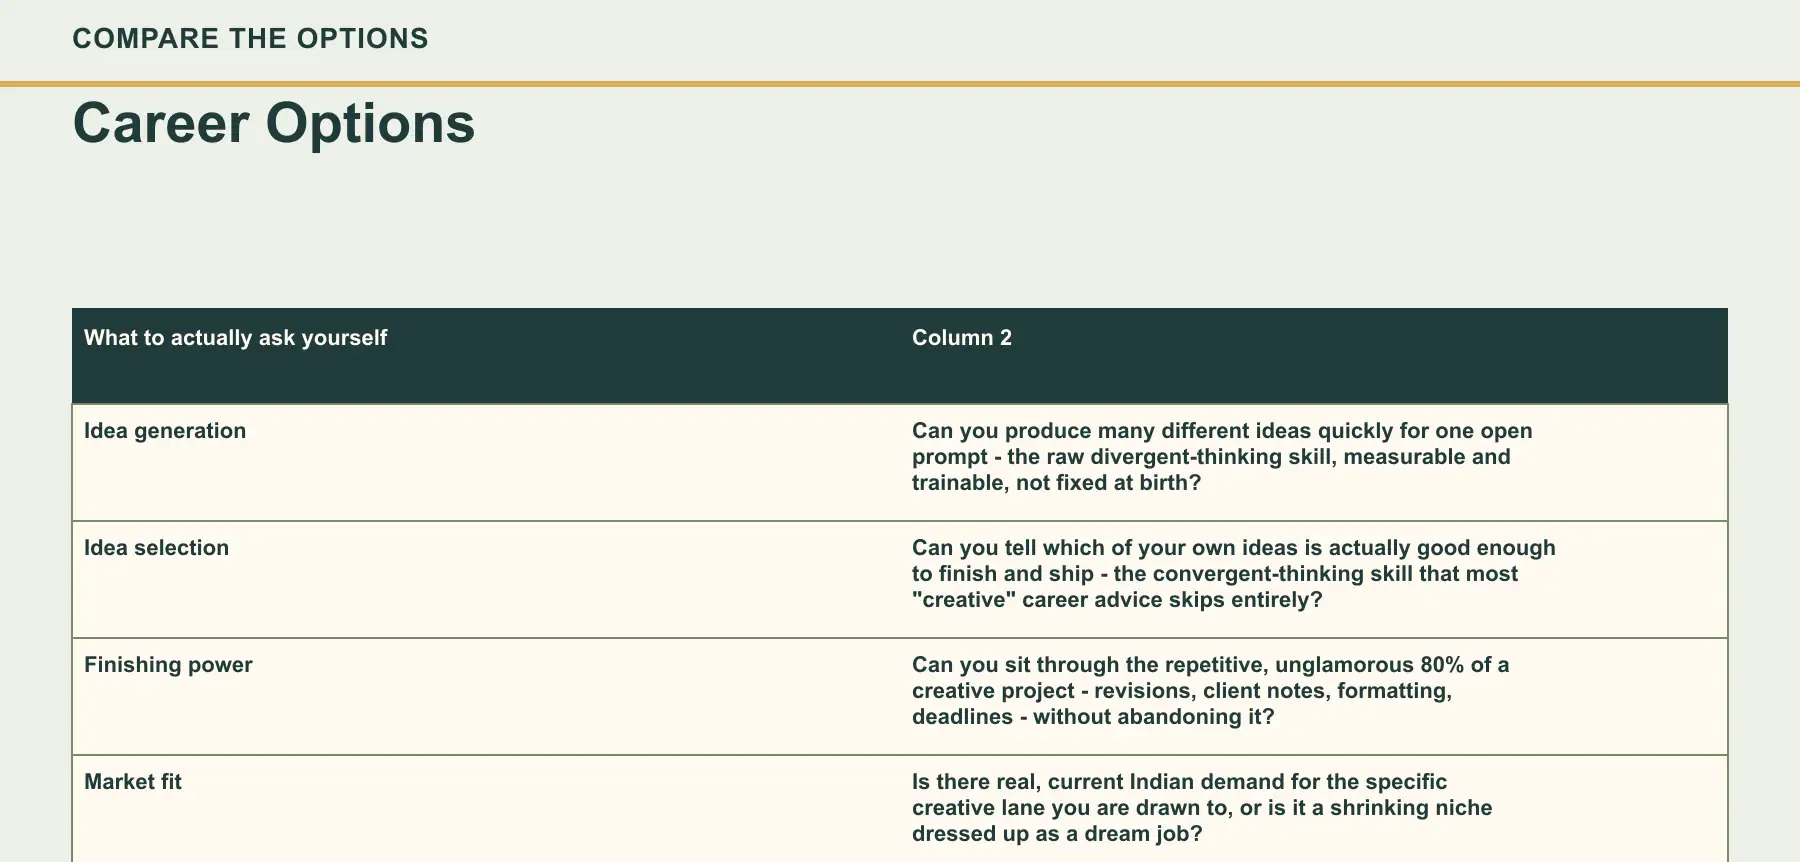 COMPARE THE OPTIONS
Career Options
What to actually ask yourself
Column 2
Idea generation
Can you produce many different ideas quickly for one open
prompt - the raw divergent-thinking skill, measurable and
trainable, not fixed at birth?
Idea selection
Can you tell which of your own ideas is actually good enough
to finish and ship - the convergent-thinking skill that most
"creative" career advice skips entirely?
Finishing power
Can you sit through the repetitive, unglamorous 80% of a
creative project - revisions, client notes, formatting,
deadlines - without abandoning it?
Market fit
Is there real, current Indian demand for the specific
creative lane you are drawn to, or is it a shrinking niche
dressed up as a dream job?